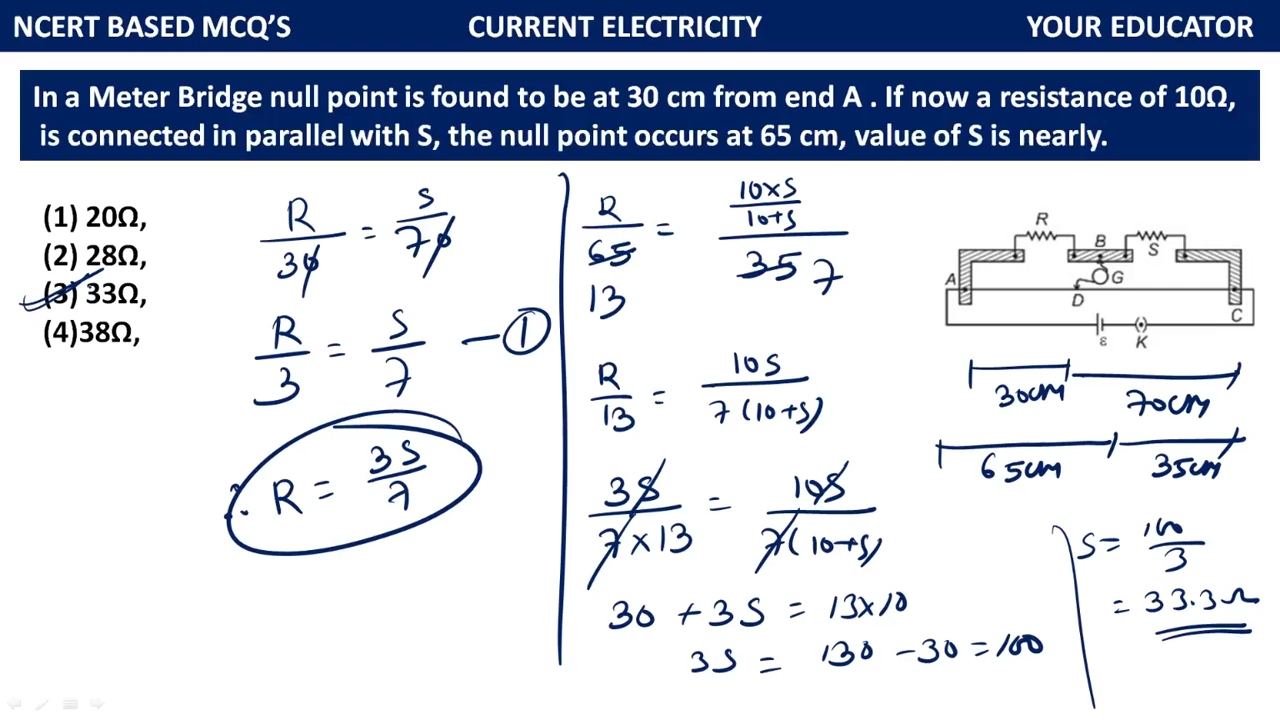 NCERT BASED MCQ'S CURRENT ELECTRICITY YOUR EDUCATOR
In a Meter Bridge null point is found to be at 30 cm from end A . If now a resistance of 10Ω,
is connected in parallel with S, the null point occurs at 65 cm, value of S is nearly.
(1) 20Ω,
(2) 28Ω,
(3) 33Ω,
(4)38Ω,
R/30 = S/70
R/3 = S/7 — ①
∴ R = 3S/7
R/65 = (10×S/10+S)/35
13 7
R/13 = 10S/7(10+S)
3S/7×13 = 10S/7(10+S)
30 + 3S = 13×10
3S = 130 - 30 = 100
R
B
S
A
G
D
C
ε
K
30cm 70cm
65cm 35cm
S = 100/3
= 33.3Ω